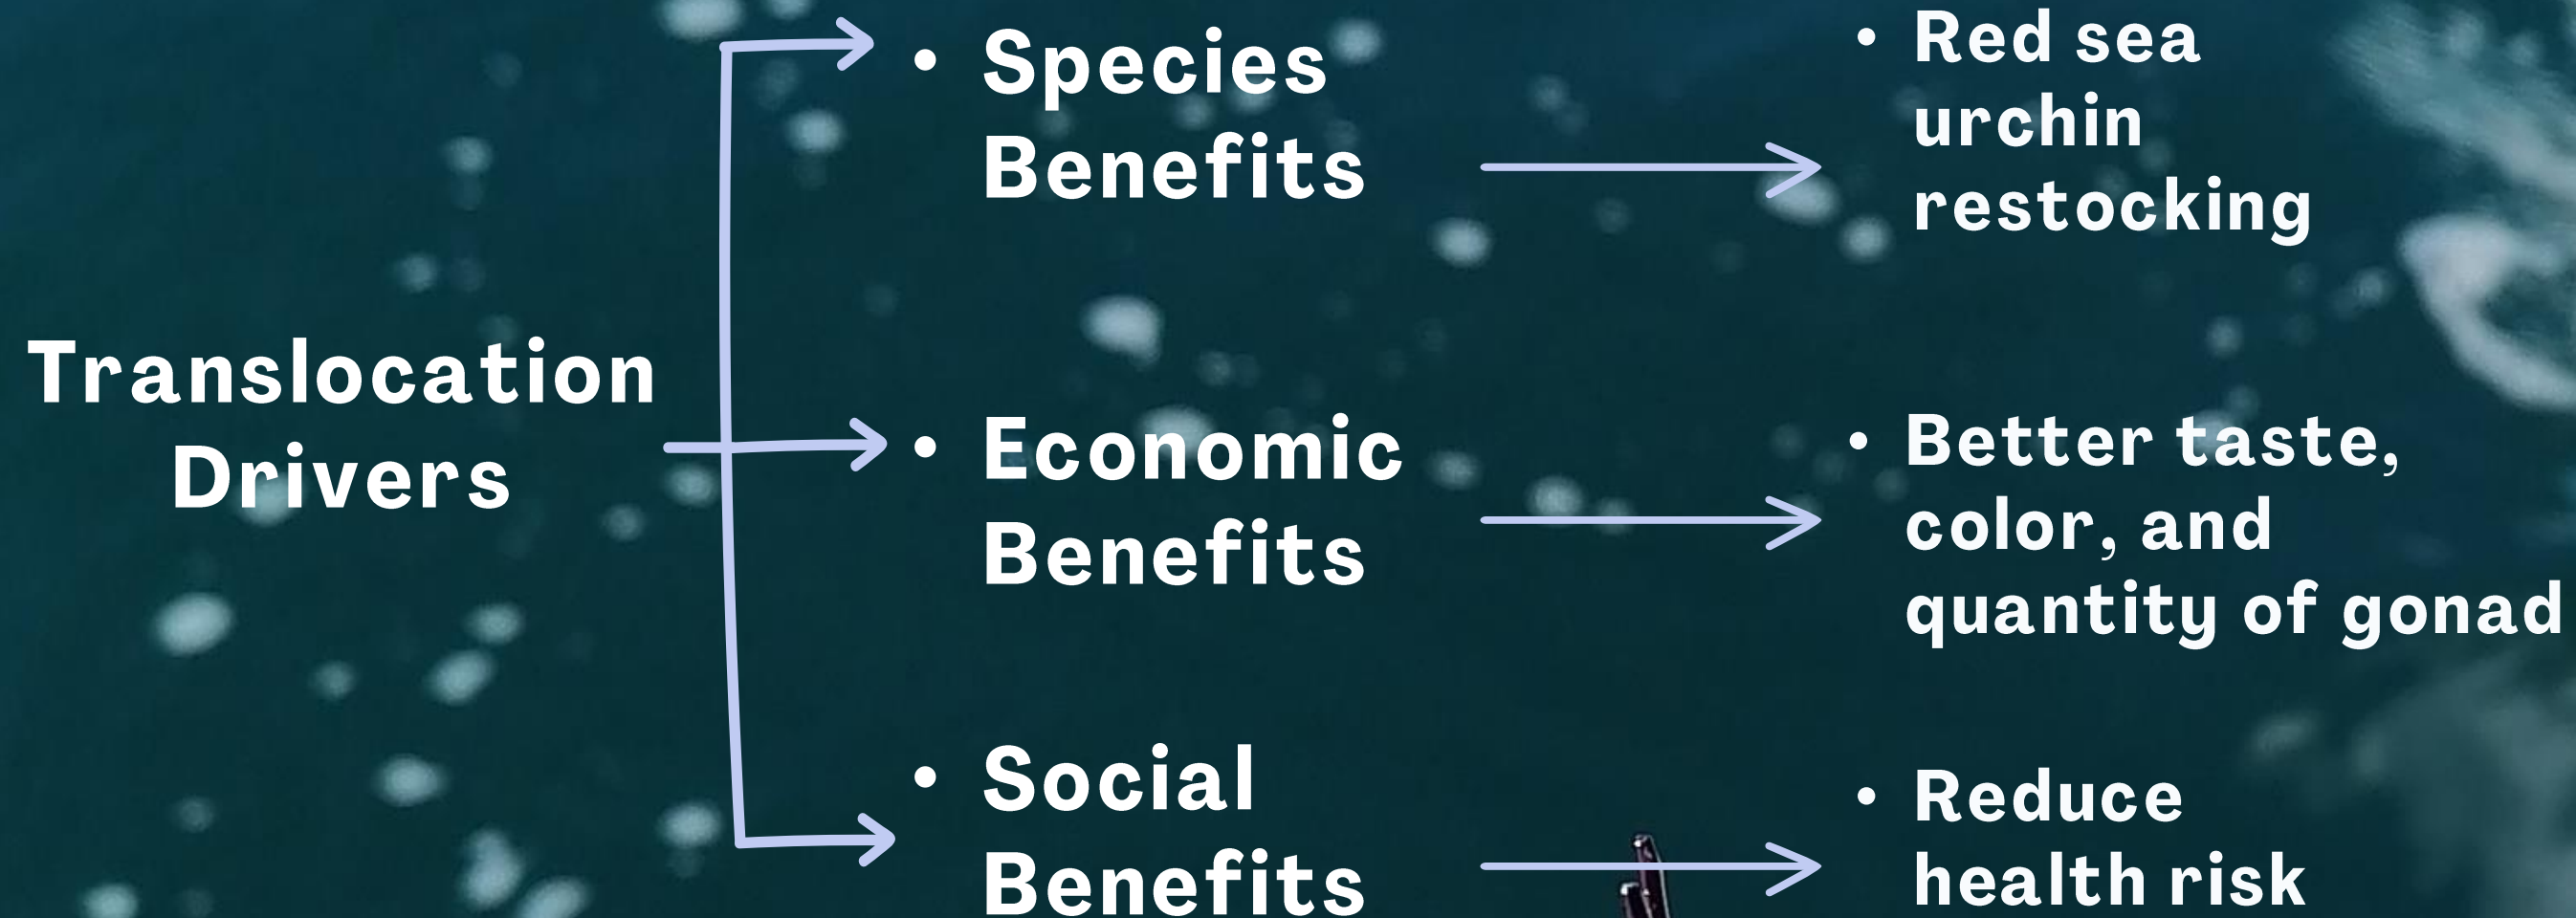 Translocation
Drivers
• Species
Benefits
• Red sea
urchin
restocking
• Economic
Benefits
• Better taste,
color, and
quantity of gonad
• Social
Benefits
• Reduce
health risk